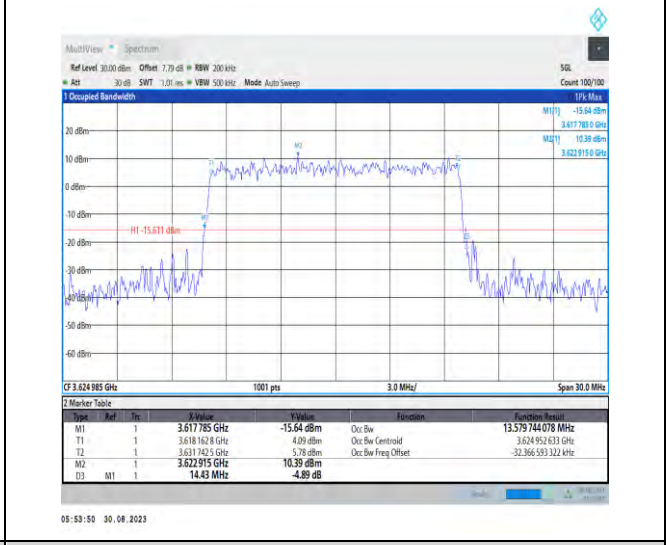 MultiView Spectrum
Ref Level 30.00 dBm Offset 7.79 dB RBW 200 kHz SGL
Att 30 dB SWT 1.01 ms VBW 500 kHz Mode Auto Sweep Count 100/100
1 Occupied Bandwidth 1Pk Max
M1[1] -15.64 dBm
3.617 785 0 GHz
20 dBm
M2[1] 10.39 dBm
3.622 915 0 GHz
M2
10 dBm
T1
0 dBm
-10 dBm
M1
H1 -15.611 dBm
-20 dBm
-30 dBm
-40 dBm
-50 dBm
-60 dBm
CF 3.624 985 GHz 1001 pts 3.0 MHz/ Span 30.0 MHz
2 Marker Table
Type Ref Trc X-Value Y-Value Function Function Result
M1 1 3.617785 GHz -15.64 dBm Occ Bw 13.579 744 078 MHz
T1 1 3.618 162 8 GHz 4.09 dBm Occ Bw Centroid 3.624 952 633 GHz
T2 1 3.631 742 5 GHz 5.78 dBm Occ Bw Freq Offset -32.366 593 322 kHz
M2 1 3.622915 GHz 10.39 dBm
D3 M1 1 14.43 MHz -4.89 dB
05:53:50 30.08.2023